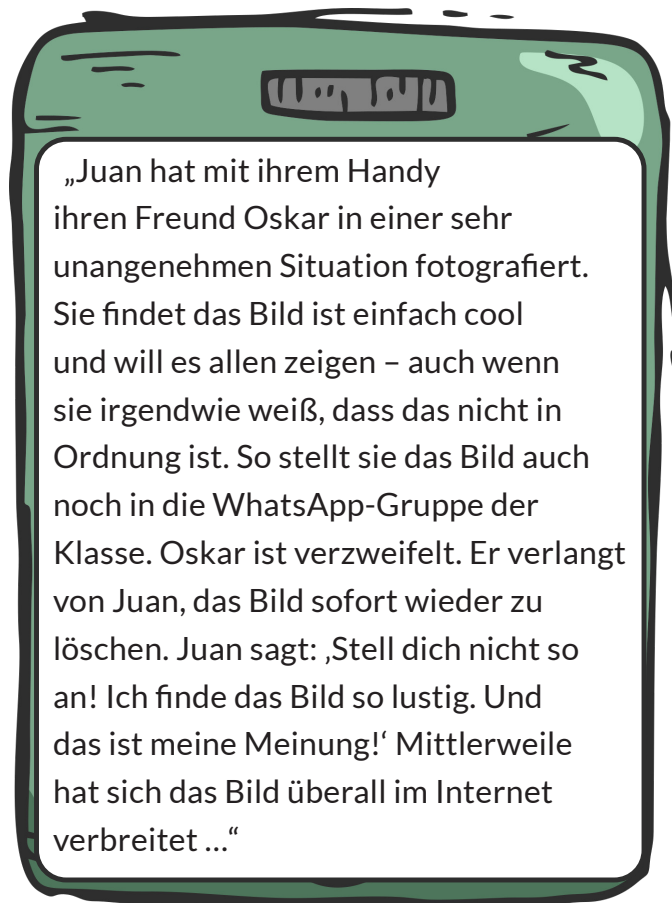 „Juan hat mit ihrem Handy
ihren Freund Oskar in einer sehr
unangenehmen Situation fotografiert.
Sie findet das Bild ist einfach cool
und will es allen zeigen – auch wenn
sie irgendwie weiß, dass das nicht in
Ordnung ist. So stellt sie das Bild auch
noch in die WhatsApp-Gruppe der
Klasse. Oskar ist verzweifelt. Er verlangt
von Juan, das Bild sofort wieder zu
löschen. Juan sagt: ‚Stell dich nicht so
an! Ich finde das Bild so lustig. Und
das ist meine Meinung!‘ Mittlerweile
hat sich das Bild überall im Internet
verbreitet ...“